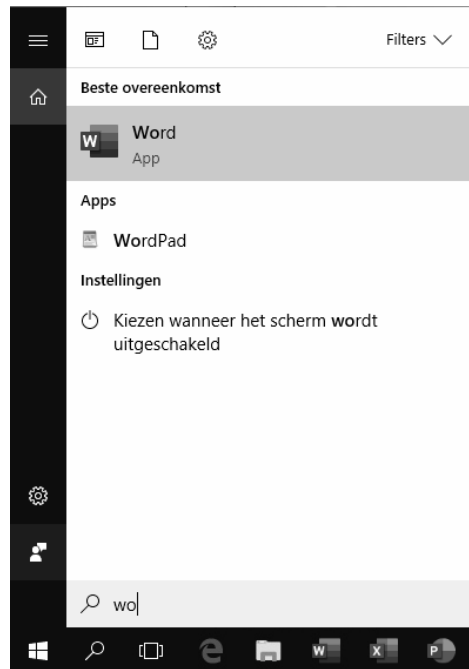 Filters
Beste overeenkomst
W Word
App
Apps
WordPad
Instellingen
Kiezen wanneer het scherm wordt
uitgeschakeld
wo
W X P